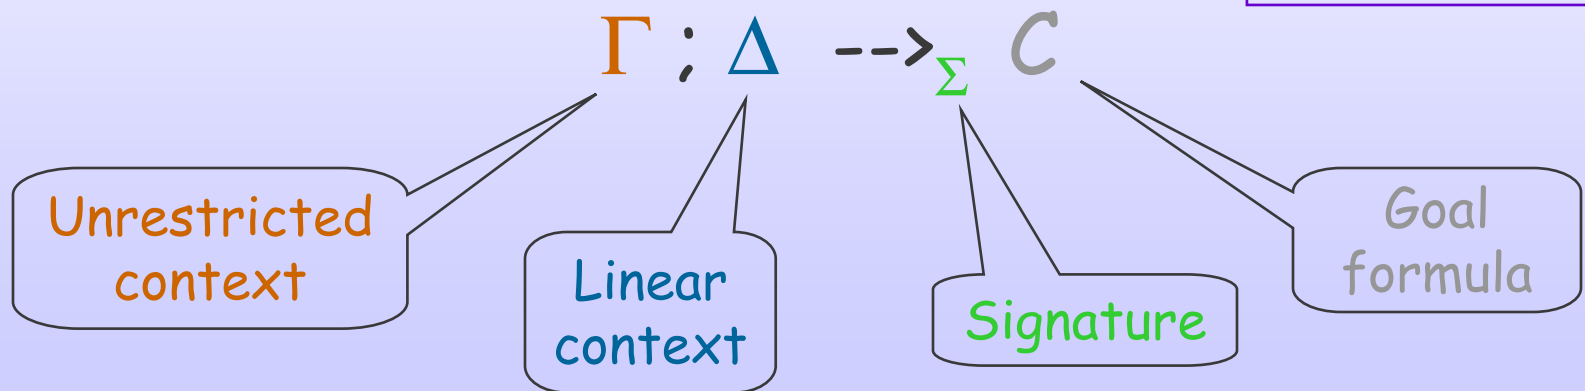 Γ ; Δ -->Σ C
Unrestricted
context
Linear
context
Signature
Goal
formula